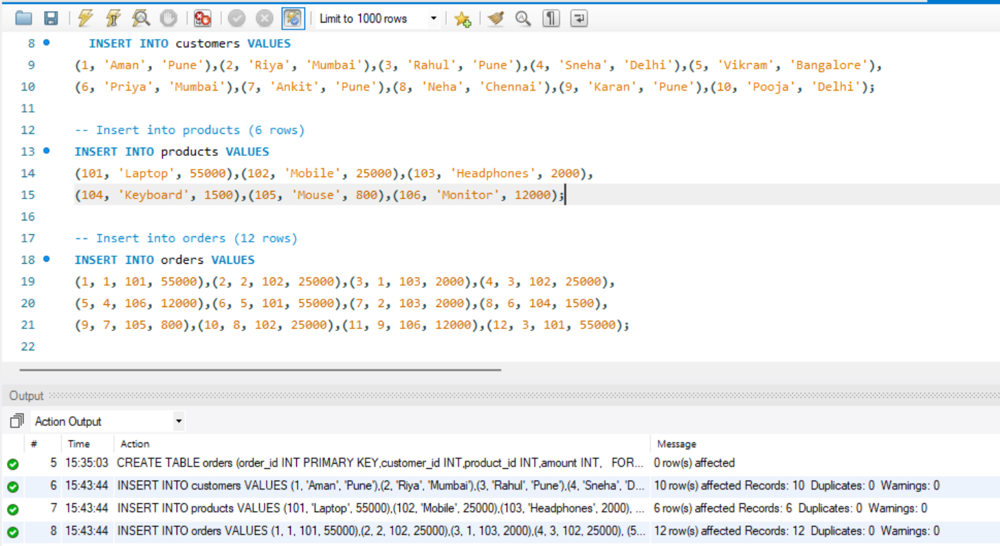 Limit to 1000 rows
8 INSERT INTO customers VALUES
9 (1, 'Aman', 'Pune'),(2, 'Riya', 'Mumbai'),(3, 'Rahul', 'Pune'),(4, 'Sneha', 'Delhi'),(5, 'Vikram', 'Bangalore'),
10 (6, 'Priya', 'Mumbai'),(7, 'Ankit', 'Pune'),(8, 'Neha', 'Chennai'),(9, 'Karan', 'Pune'),(10, 'Pooja', 'Delhi');
11
12 -- Insert into products (6 rows)
13 INSERT INTO products VALUES
14 (101, 'Laptop', 55000),(102, 'Mobile', 25000),(103, 'Headphones', 2000),
15 (104, 'Keyboard', 1500),(105, 'Mouse', 800),(106, 'Monitor', 12000);
16
17 -- Insert into orders (12 rows)
18 INSERT INTO orders VALUES
19 (1, 1, 101, 55000),(2, 2, 102, 25000),(3, 1, 103, 2000),(4, 3, 102, 25000),
20 (5, 4, 106, 12000),(6, 5, 101, 55000),(7, 2, 103, 2000),(8, 6, 104, 1500),
21 (9, 7, 105, 800),(10, 8, 102, 25000),(11, 9, 106, 12000),(12, 3, 101, 55000);
22
Output
Action Output
# Time Action Message
5 15:35:03 CREATE TABLE orders (order_id INT PRIMARY KEY,customer_id INT,product_id INT,amount INT, FOR... 0 row(s) affected
6 15:43:44 INSERT INTO customers VALUES (1, 'Aman', 'Pune'),(2, 'Riya', 'Mumbai'),(3, 'Rahul', 'Pune'),(4, 'Sneha', 'D... 10 row(s) affected Records: 10 Duplicates: 0 Warnings: 0
7 15:43:44 INSERT INTO products VALUES (101, 'Laptop', 55000),(102, 'Mobile', 25000),(103, 'Headphones', 2000), ... 6 row(s) affected Records: 6 Duplicates: 0 Warnings: 0
8 15:43:44 INSERT INTO orders VALUES (1, 1, 101, 55000),(2, 2, 102, 25000),(3, 1, 103, 2000),(4, 3, 102, 25000), (5... 12 row(s) affected Records: 12 Duplicates: 0 Warnings: 0